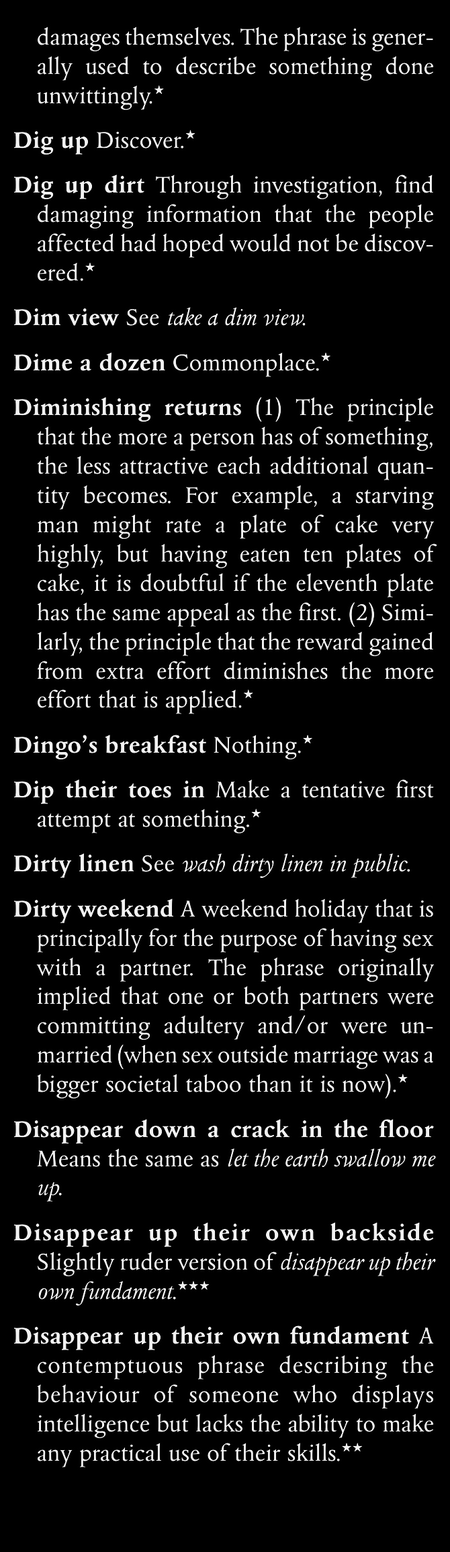 damages themselves. The phrase is gener-
ally used to describe something done
unwittingly.★
Dig up Discover.★
Dig up dirt Through investigation, find
damaging information that the people
affected had hoped would not be discov-
ered.★
Dim view See take a dim view.
Dime a dozen Commonplace.★
Diminishing returns (1) The principle
that the more a person has of something,
the less attractive each additional quan-
tity becomes. For example, a starving
man might rate a plate of cake very
highly, but having eaten ten plates of
cake, it is doubtful if the eleventh plate
has the same appeal as the first. (2) Simi-
larly, the principle that the reward gained
from extra effort diminishes the more
effort that is applied.★
Dingo's breakfast Nothing.★
Dip their toes in Make a tentative first
attempt at something.★
Dirty linen See wash dirty linen in public.
Dirty weekend A weekend holiday that is
principally for the purpose of having sex
with a partner. The phrase originally
implied that one or both partners were
committing adultery and/or were un-
married (when sex outside marriage was a
bigger societal taboo than it is now).★
Disappear down a crack in the floor
Means the same as let the earth swallow me
up.
Disappear up their own backside
Slightly ruder version of disappear up their
own fundament.★★★
Disappear up their own fundament A
contemptuous phrase describing the
behaviour of someone who displays
intelligence but lacks the ability to make
any practical use of their skills.★★